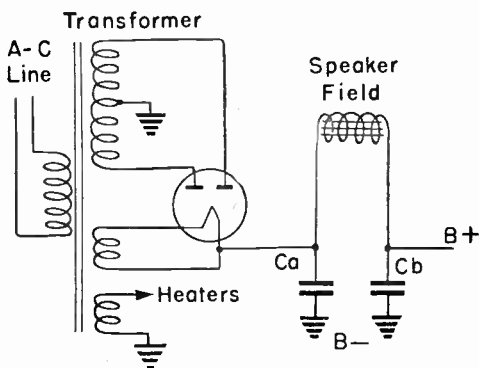 Transformer
A-C
Line
Speaker
Field
B+
Ca
Cb
Heaters
B−